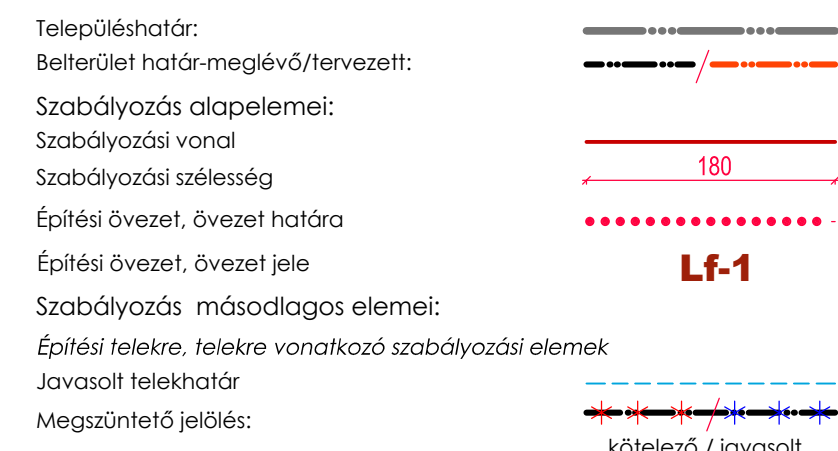 Településhatár:
Belterület határ-meglévő/tervezett:
Szabályozás alapelemei:
Szabályozási vonal
Szabályozási szélesség 180
Építési övezet, övezet határa
Építési övezet, övezet jele Lf-1
Szabályozás másodlagos elemei:
Építési telekre, telekre vonatkozó szabályozási elemek
Javasolt telekhatár
Megszüntető jelölés:
kötelező / javasolt